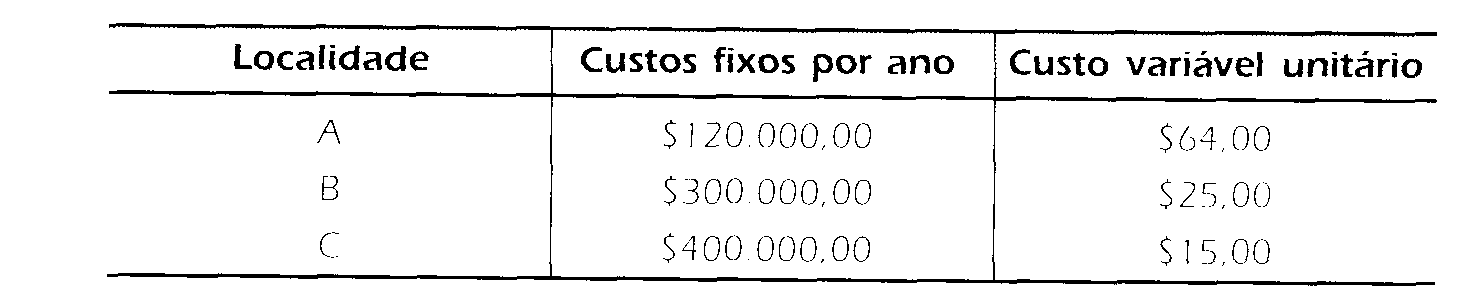 Localidade Custos fixos por ano Custo variável unitário
A $120.000,00 $64,00
B $300.000,00 $25,00
C $400.000,00 $15,00